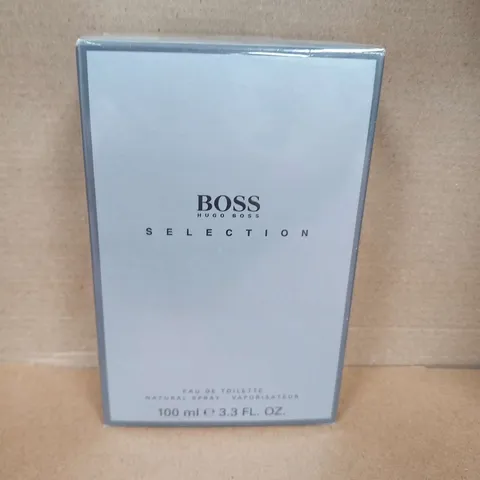 BOSS
HUGO BOSS
SELECTION
EAU DE TOILETTE
NATURAL SPRAY - VAPORISATEUR
100 ml ℮ 3.3 FL. OZ.